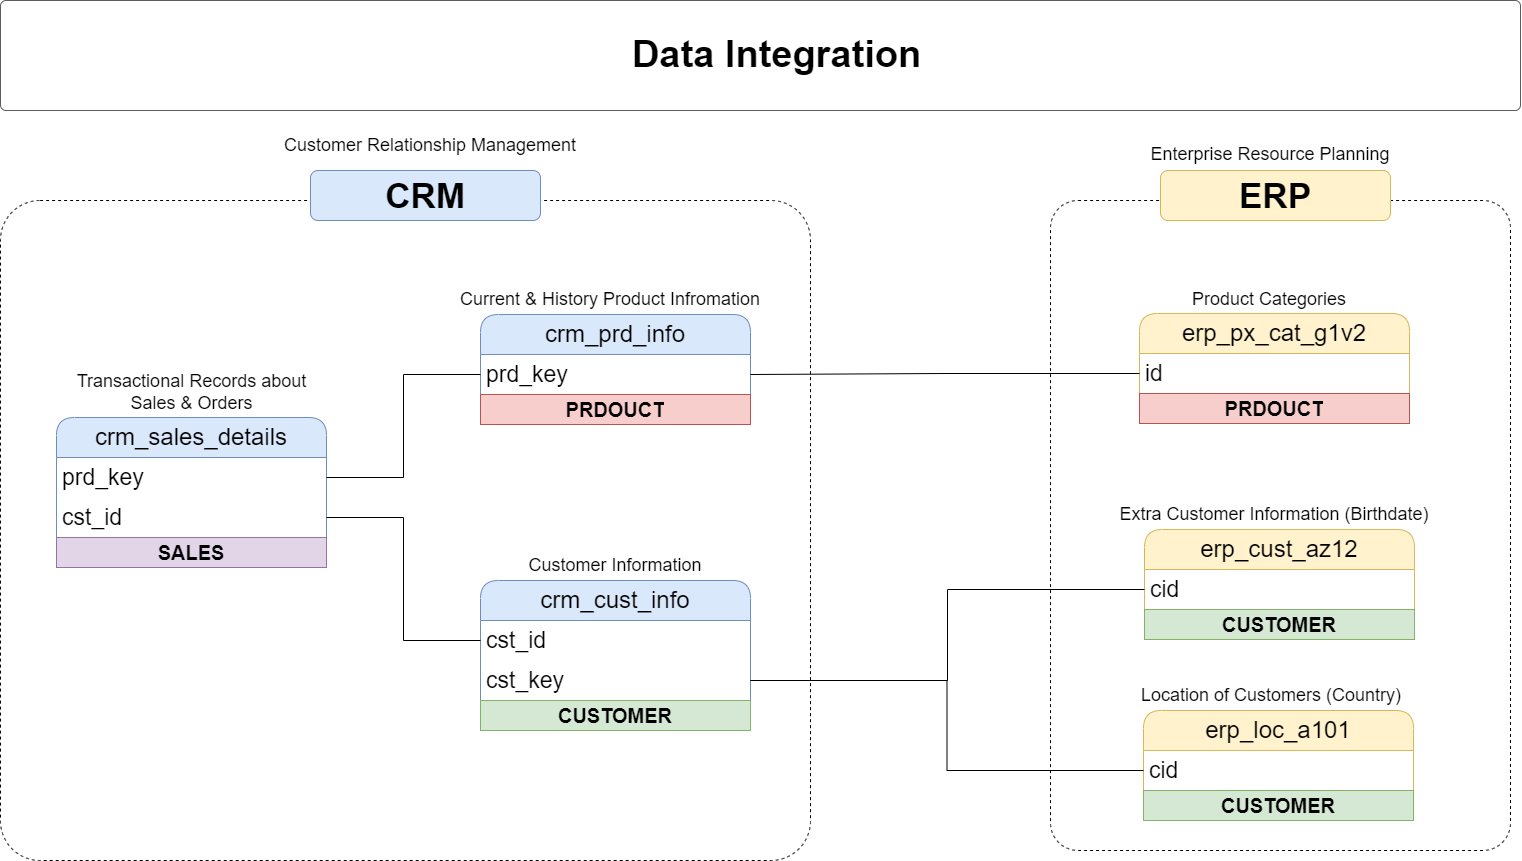 Data Integration
Customer Relationship Management
CRM
Enterprise Resource Planning
ERP
Transactional Records about
Sales & Orders
crm_sales_details
prd_key
cst_id
SALES
Current & History Product Infromation
crm_prd_info
prd_key
PRDOUCT
Customer Information
crm_cust_info
cst_id
cst_key
CUSTOMER
Product Categories
erp_px_cat_g1v2
id
PRDOUCT
Extra Customer Information (Birthdate)
erp_cust_az12
cid
CUSTOMER
Location of Customers (Country)
erp_loc_a101
cid
CUSTOMER